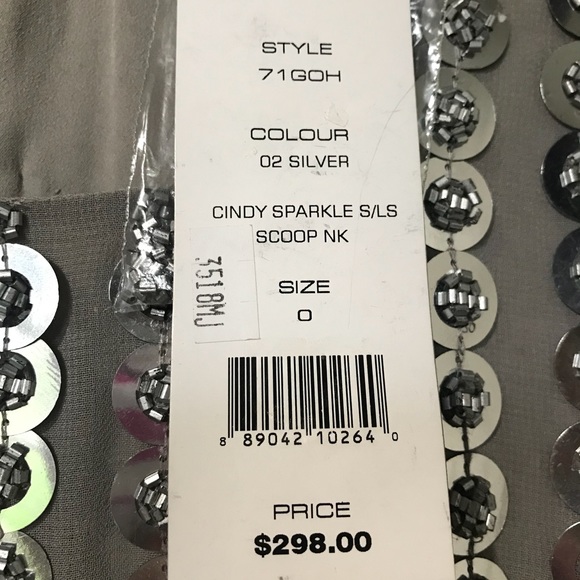 STYLE
71GOH
COLOUR
02 SILVER
CINDY SPARKLE S/LS
SCOOP NK
3518MJ
SIZE
0
8 89042 10264 0
PRICE
$298.00